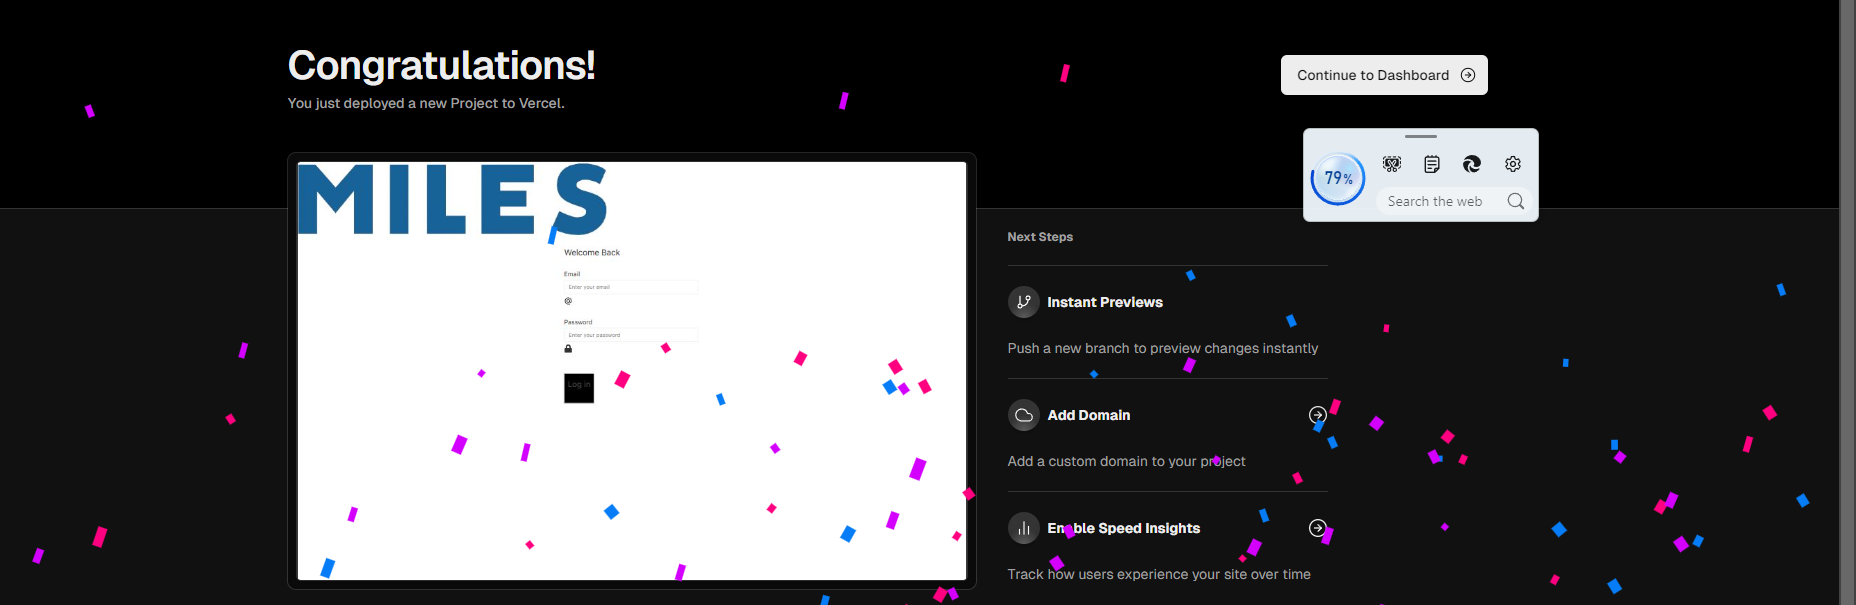 Congratulations!
You just deployed a new Project to Vercel.
Continue to Dashboard
79%
Search the web
MILES
Welcome Back
Email
Enter your email
Password
Enter your password
Log in
Next Steps
Instant Previews
Push a new branch to preview changes instantly
Add Domain
Add a custom domain to your project
Enable Speed Insights
Track how users experience your site over time